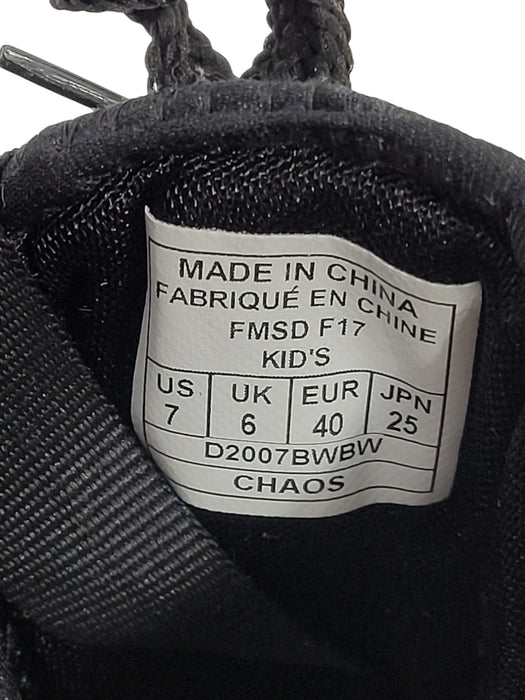 MADE IN CHINA
FABRIQUÉ EN CHINE
FMSD F17
KID'S
US UK EUR JPN
7 6 40 25
D2007BWBW
CHAOS